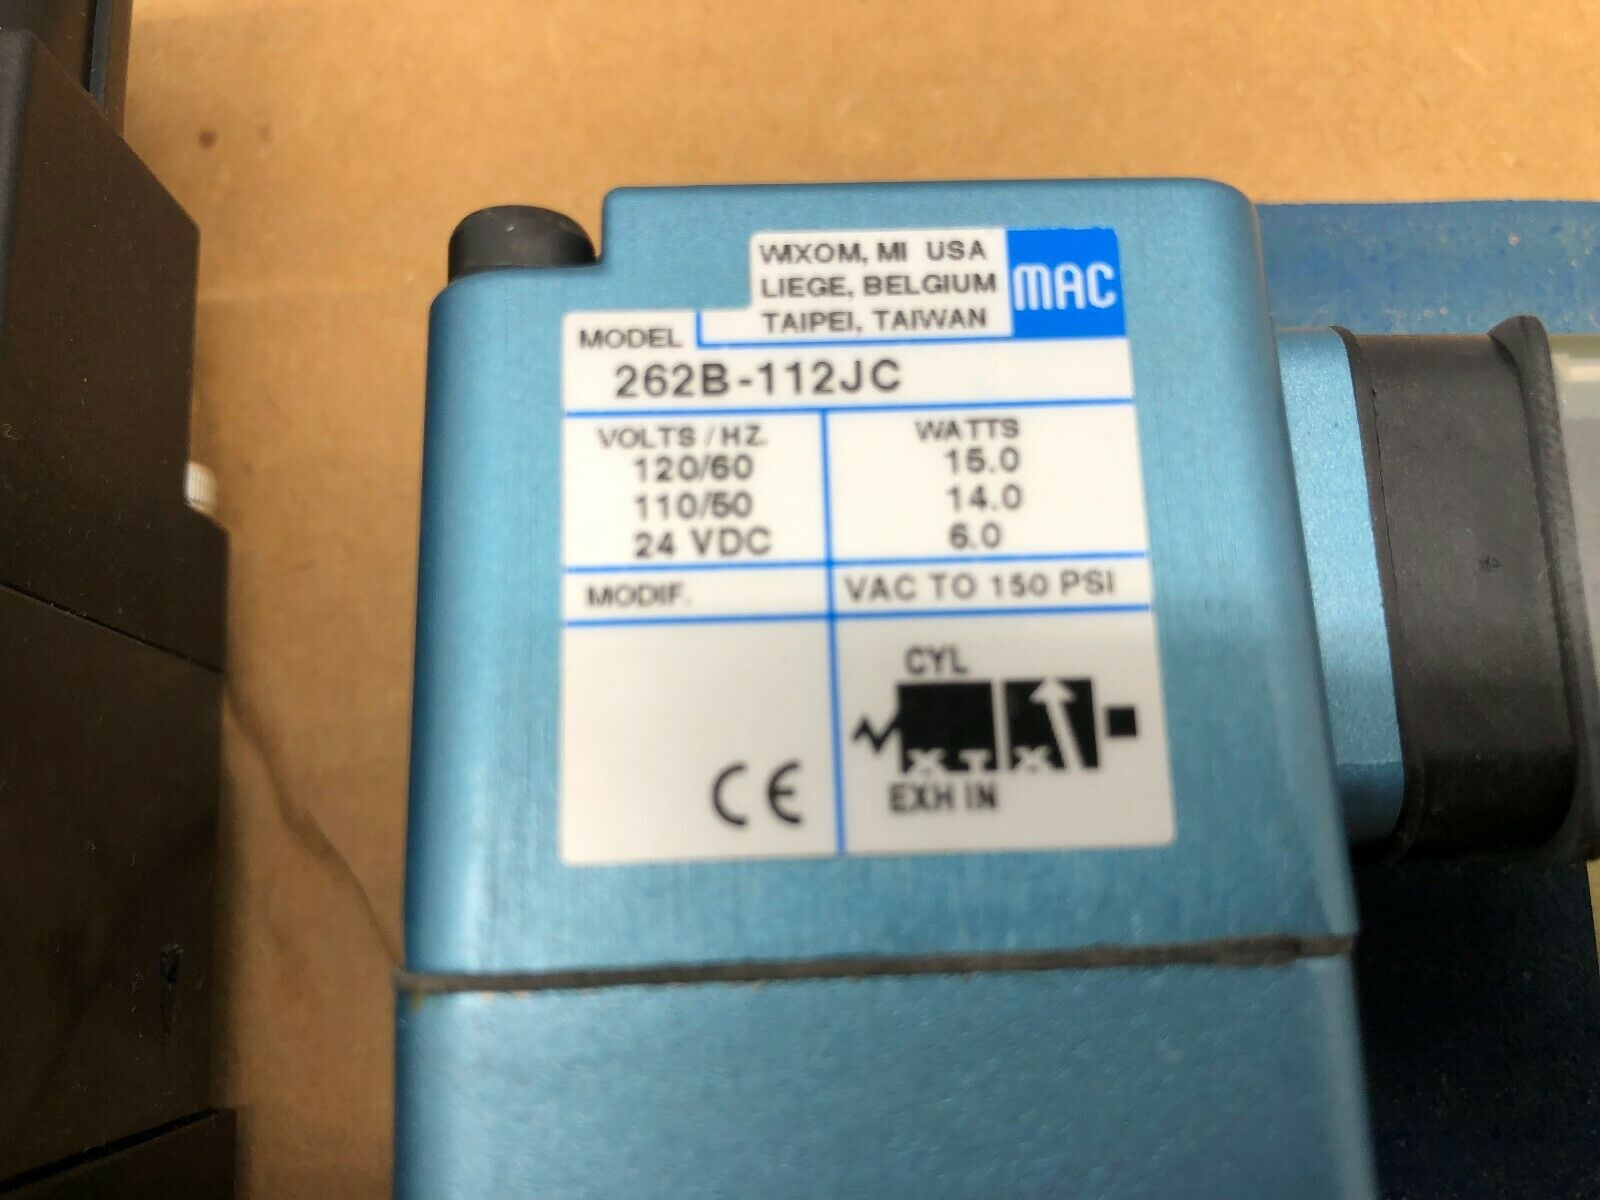 WIXOM, MI USA
LIEGE, BELGIUM
TAIPEI, TAIWAN
MAC
MODEL
262B-112JC
VOLTS / HZ.
WATTS
120/60
15.0
110/50
14.0
24 VDC
6.0
MODIF.
VAC TO 150 PSI
CYL
EXH IN
CE